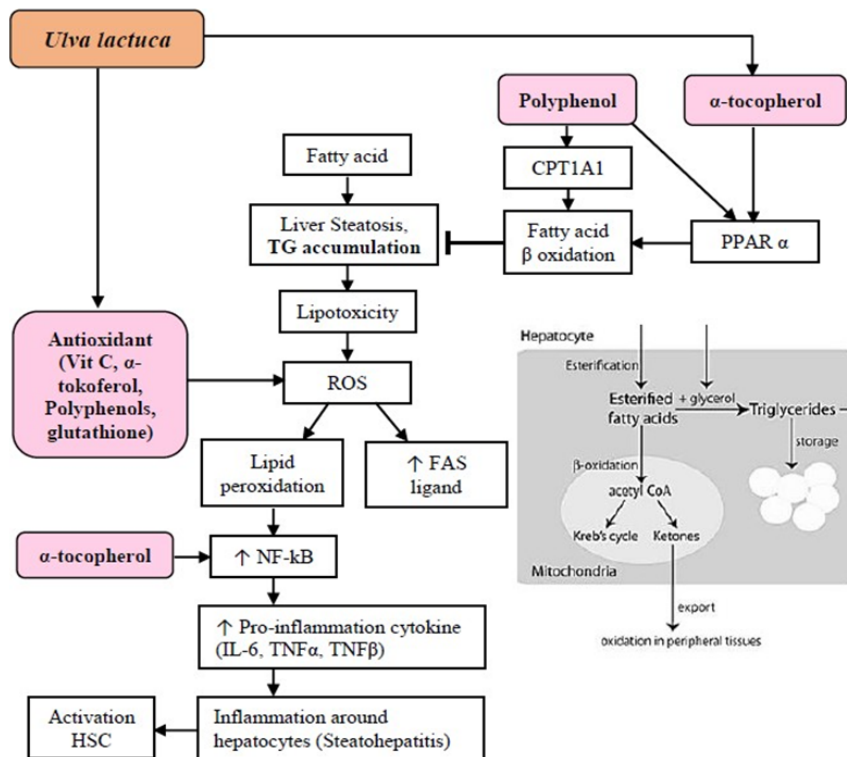 Ulva lactuca
Polyphenol
α-tocopherol
Fatty acid
CPT1A1
Liver Steatosis,
TG accumulation
Fatty acid
β oxidation
PPAR α
Lipotoxicity
Antioxidant
(Vit C, α-
tokoferol,
Polyphenols,
glutathione)
ROS
Lipid
peroxidation
↑ FAS
ligand
α-tocopherol
↑ NF-kB
↑ Pro-inflammation cytokine
(IL-6, TNFα, TNFβ)
Activation
HSC
Inflammation around
hepatocytes (Steatohepatitis)
Hepatocyte
Esterification
Esterified
fatty acids
+ glycerol
Triglycerides
storage
β-oxidation
acetyl CoA
Kreb's cycle
Ketones
Mitochondria
export
oxidation in peripheral tissues